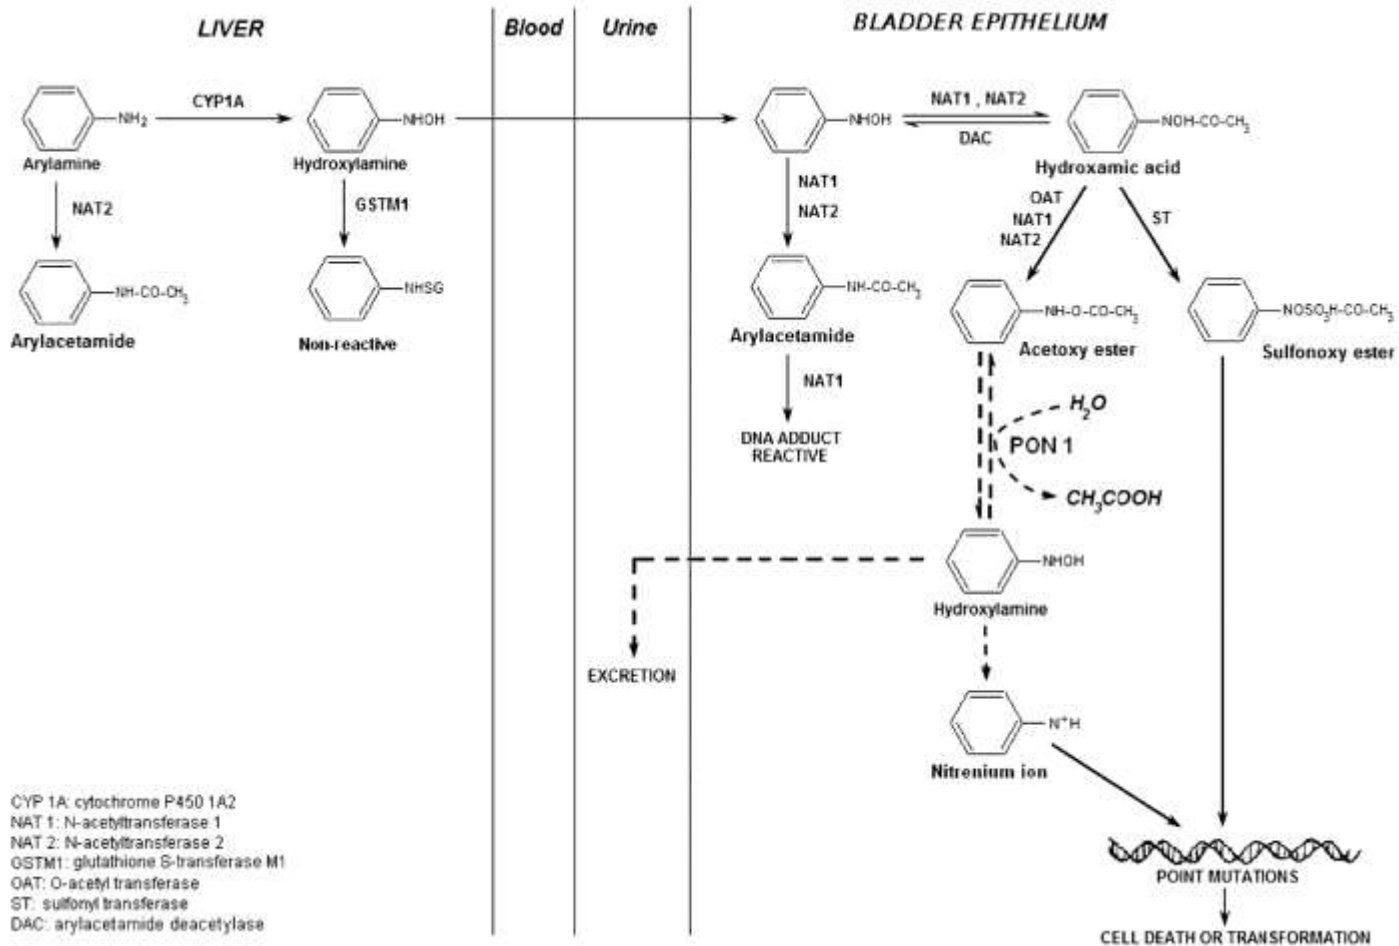 LIVER
Blood
Urine
BLADDER EPITHELIUM
CYP1A
NH2
Arylamine
NHOH
Hydroxylamine
NHOH
NAT1 , NAT2
DAC
NOH-CO-CH3
Hydroxamic acid
NAT2
GSTM1
NAT1
NAT2
OAT
NAT1
NAT2
ST
NH-CO-CH3
Arylacetamide
NHSG
Non-reactive
NH-CO-CH3
Arylacetamide
NH-O-CO-CH3
Acetoxy ester
NOSO3H-CO-CH3
Sulfonoxy ester
NAT1
DNA ADDUCT
REACTIVE
H2O
PON 1
CH3COOH
NHOH
Hydroxylamine
EXCRETION
N+H
Nitrenium ion
POINT MUTATIONS
CELL DEATH OR TRANSFORMATION
CYP 1A: cytochrome P450 1A2
NAT 1: N-acetyltransferase 1
NAT 2: N-acetyltransferase 2
GSTM1: glutathione S-transferase M1
OAT: O-acetyl transferase
ST: sulfonyl transferase
DAC: arylacetamide deacetylase